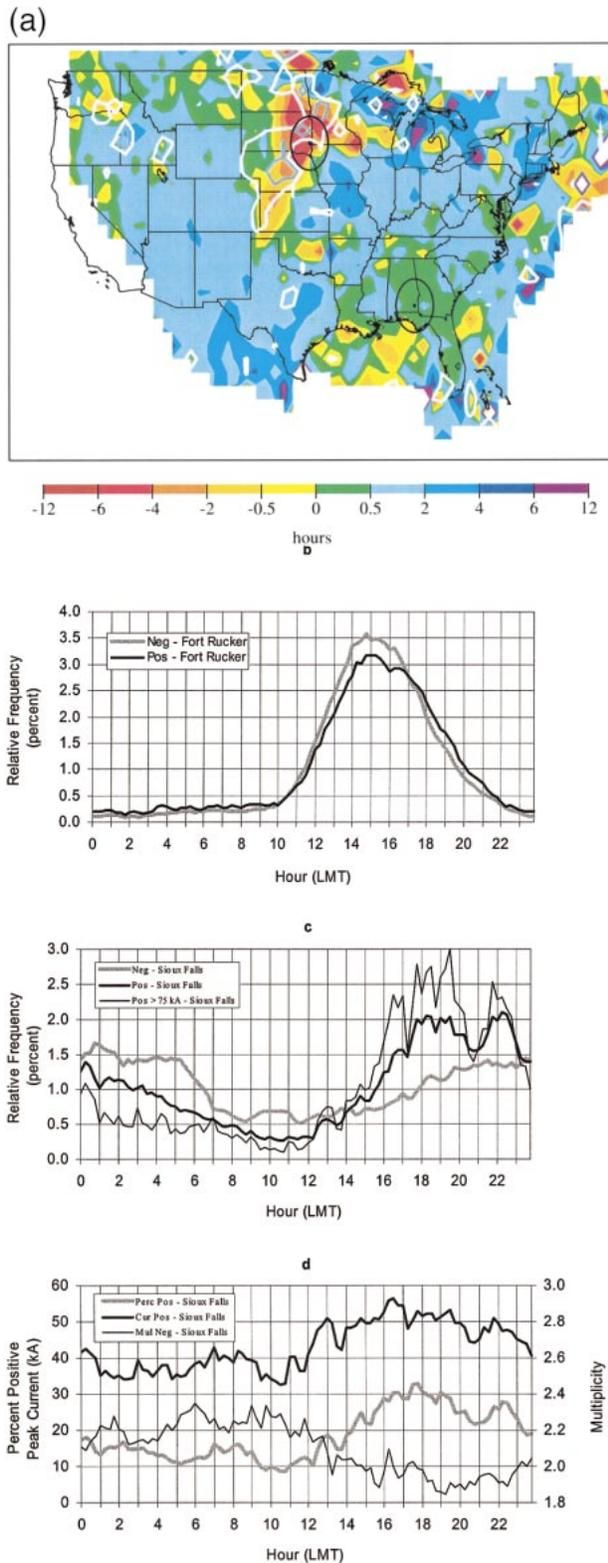 (a)
-12 -6 -4 -2 -0.5 0 0.5 2 4 6 12
hours
b
4.0
3.5
3.0
2.5
2.0
1.5
1.0
0.5
0.0
Relative Frequency
(percent)
Neg - Fort Rucker
Pos - Fort Rucker
0 2 4 6 8 10 12 14 16 18 20 22
Hour (LMT)
c
3.0
2.5
2.0
1.5
1.0
0.5
0.0
Relative Frequency
(percent)
Neg - Sioux Falls
Pos - Sioux Falls
Pos > 75 kA - Sioux Falls
0 2 4 6 8 10 12 14 16 18 20 22
Hour (LMT)
d
60
50
40
30
20
10
0
Percent Positive
Peak Current (kA)
Perc Pos - Sioux Falls
Cur Pos - Sioux Falls
Mul Neg - Sioux Falls
3.0
2.8
2.6
2.4
2.2
2.0
1.8
Multiplicity
0 2 4 6 8 10 12 14 16 18 20 22
Hour (LMT)